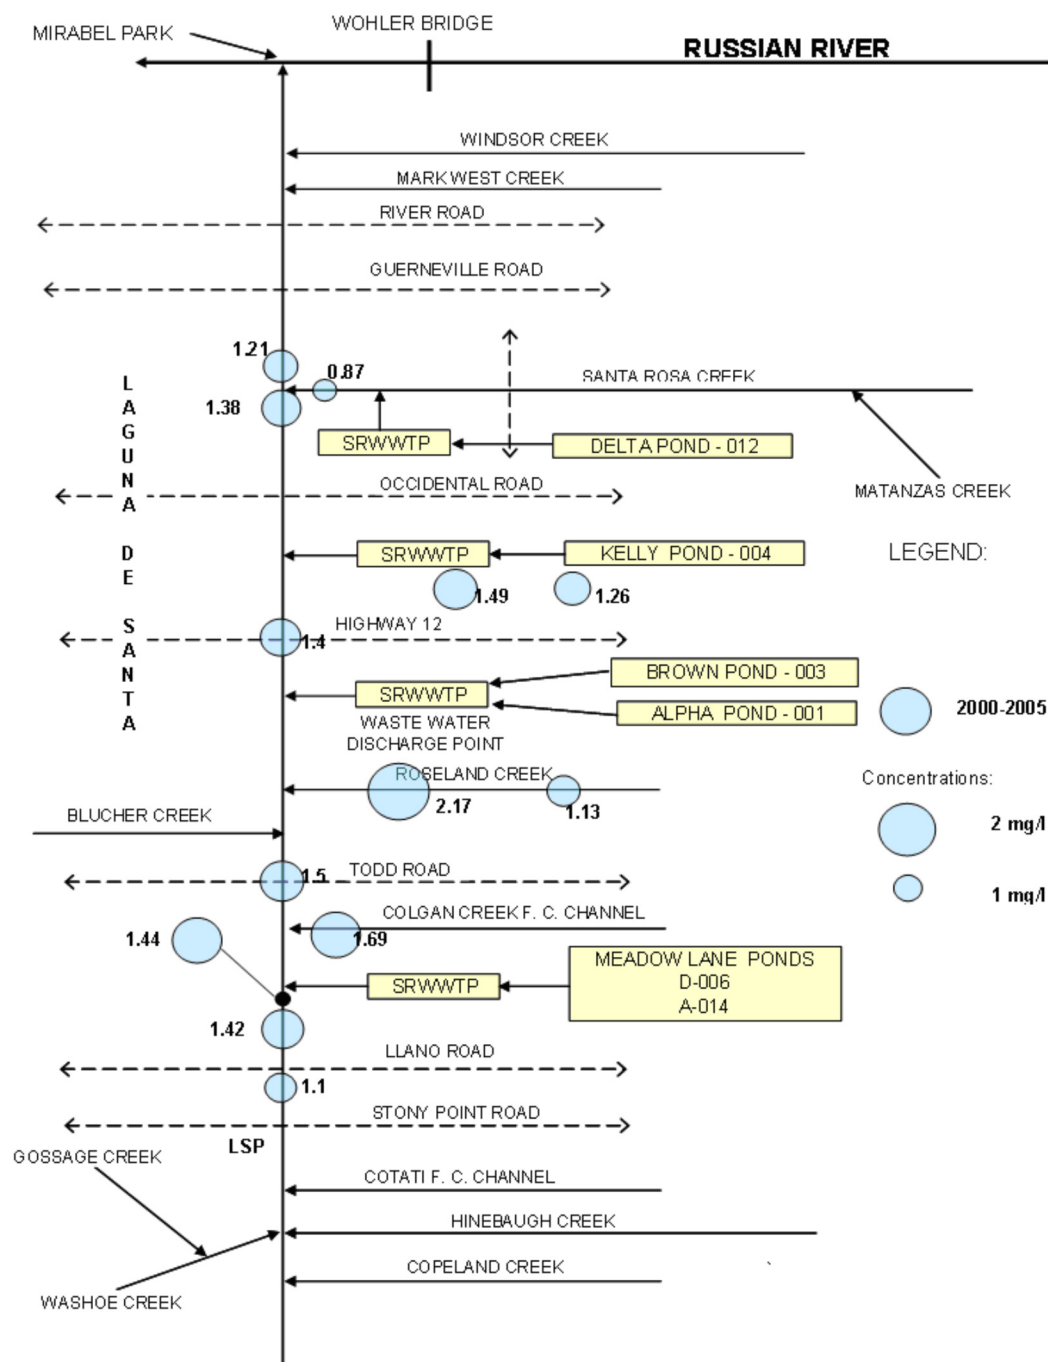 WOHLER BRIDGE
MIRABEL PARK
RUSSIAN RIVER
WINDSOR CREEK
MARK WEST CREEK
RIVER ROAD
GUERNEVILLE ROAD
1.21
0.87
SANTA ROSA CREEK
1.38
SRWWTP
DELTA POND - 012
OCCIDENTAL ROAD
MATANZAS CREEK
LAGUNA
DE
SANTA
SRWWTP
KELLY POND - 004
LEGEND:
1.49
1.26
HIGHWAY 12
1.4
BROWN POND - 003
SRWWTP
ALPHA POND - 001
2000-2005
WASTE WATER
DISCHARGE POINT
ROSELAND CREEK
Concentrations:
2.17
1.13
BLUCHER CREEK
2 mg/l
TODD ROAD
1.5
1 mg/l
COLGAN CREEK F. C. CHANNEL
1.44
1.69
MEADOW LANE PONDS
D-006
A-014
SRWWTP
1.42
LLANO ROAD
1.1
STONY POINT ROAD
LSP
GOSSAGE CREEK
COTATI F. C. CHANNEL
HINEBAUGH CREEK
COPELAND CREEK
WASHOE CREEK